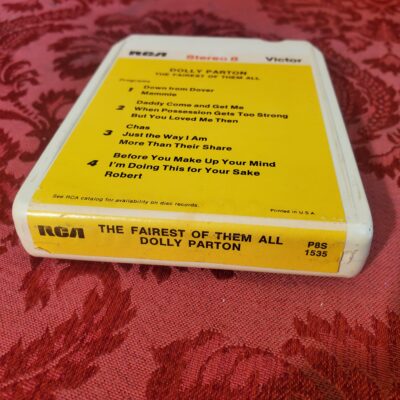 RCA Stereo 8 Victor
DOLLY PARTON
THE FAIREST OF THEM ALL
Programs
1 Down from Dover
Mammie
2 Daddy Come and Get Me
When Possession Gets Too Strong
But You Loved Me Then
3 Chas
Just the Way I Am
More Than Their Share
4 Before You Make Up Your Mind
I'm Doing This for Your Sake
Robert
See RCA catalog for availability on disc records.
Printed in U.S.A.
RCA THE FAIREST OF THEM ALL P8S
DOLLY PARTON 1535